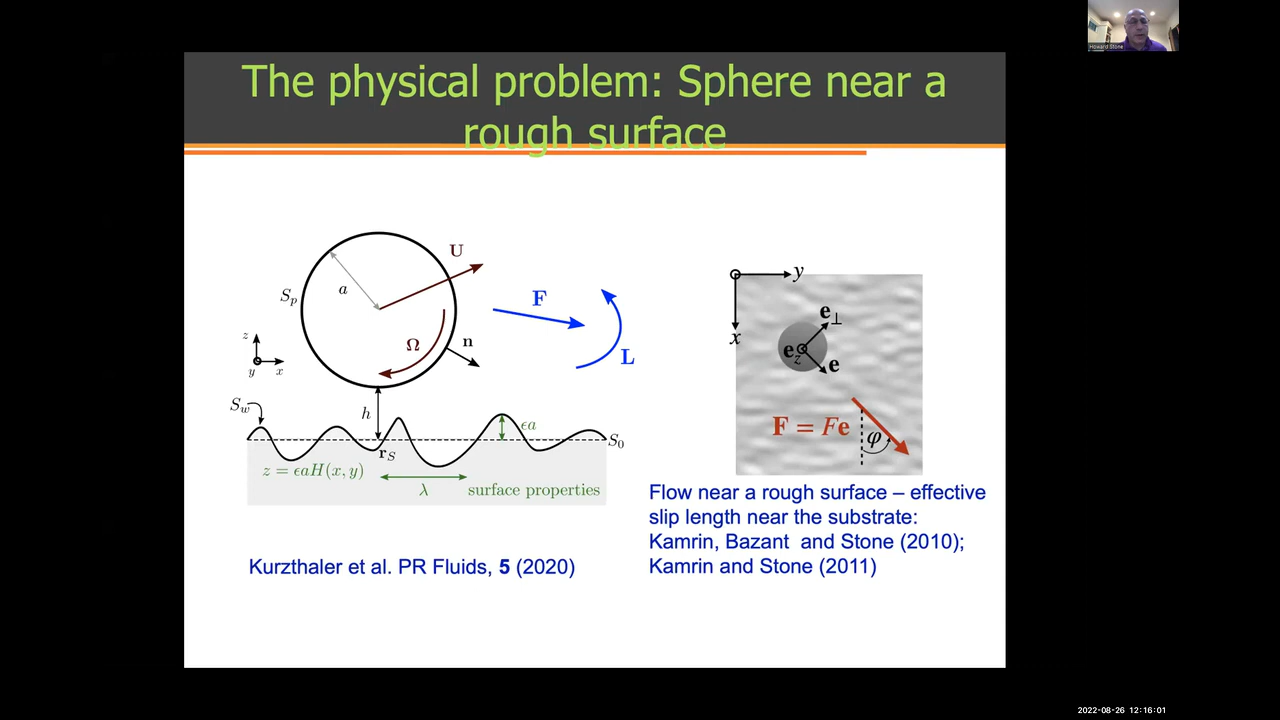 Howard Stone
The physical problem: Sphere near a
rough surface
U
S_p
a
F
Ω
n
L
z
y
x
S_w
h
ϵa
S_0
r_S
z = ϵaH(x, y)
λ
surface properties
Kurzthaler et al. PR Fluids, 5 (2020)
y
x
e_⊥
e_z
e
F = Fe
φ
Flow near a rough surface – effective
slip length near the substrate:
Kamrin, Bazant and Stone (2010);
Kamrin and Stone (2011)
2022-08-26 12:16:01